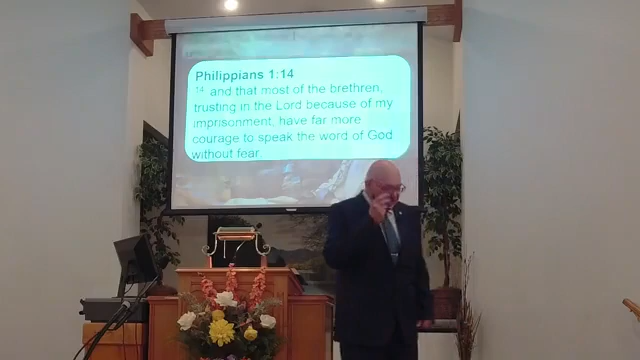 Philippians 1:14
14 and that most of the brethren,
trusting in the Lord because of my
imprisonment, have far more
courage to speak the word of God
without fear.